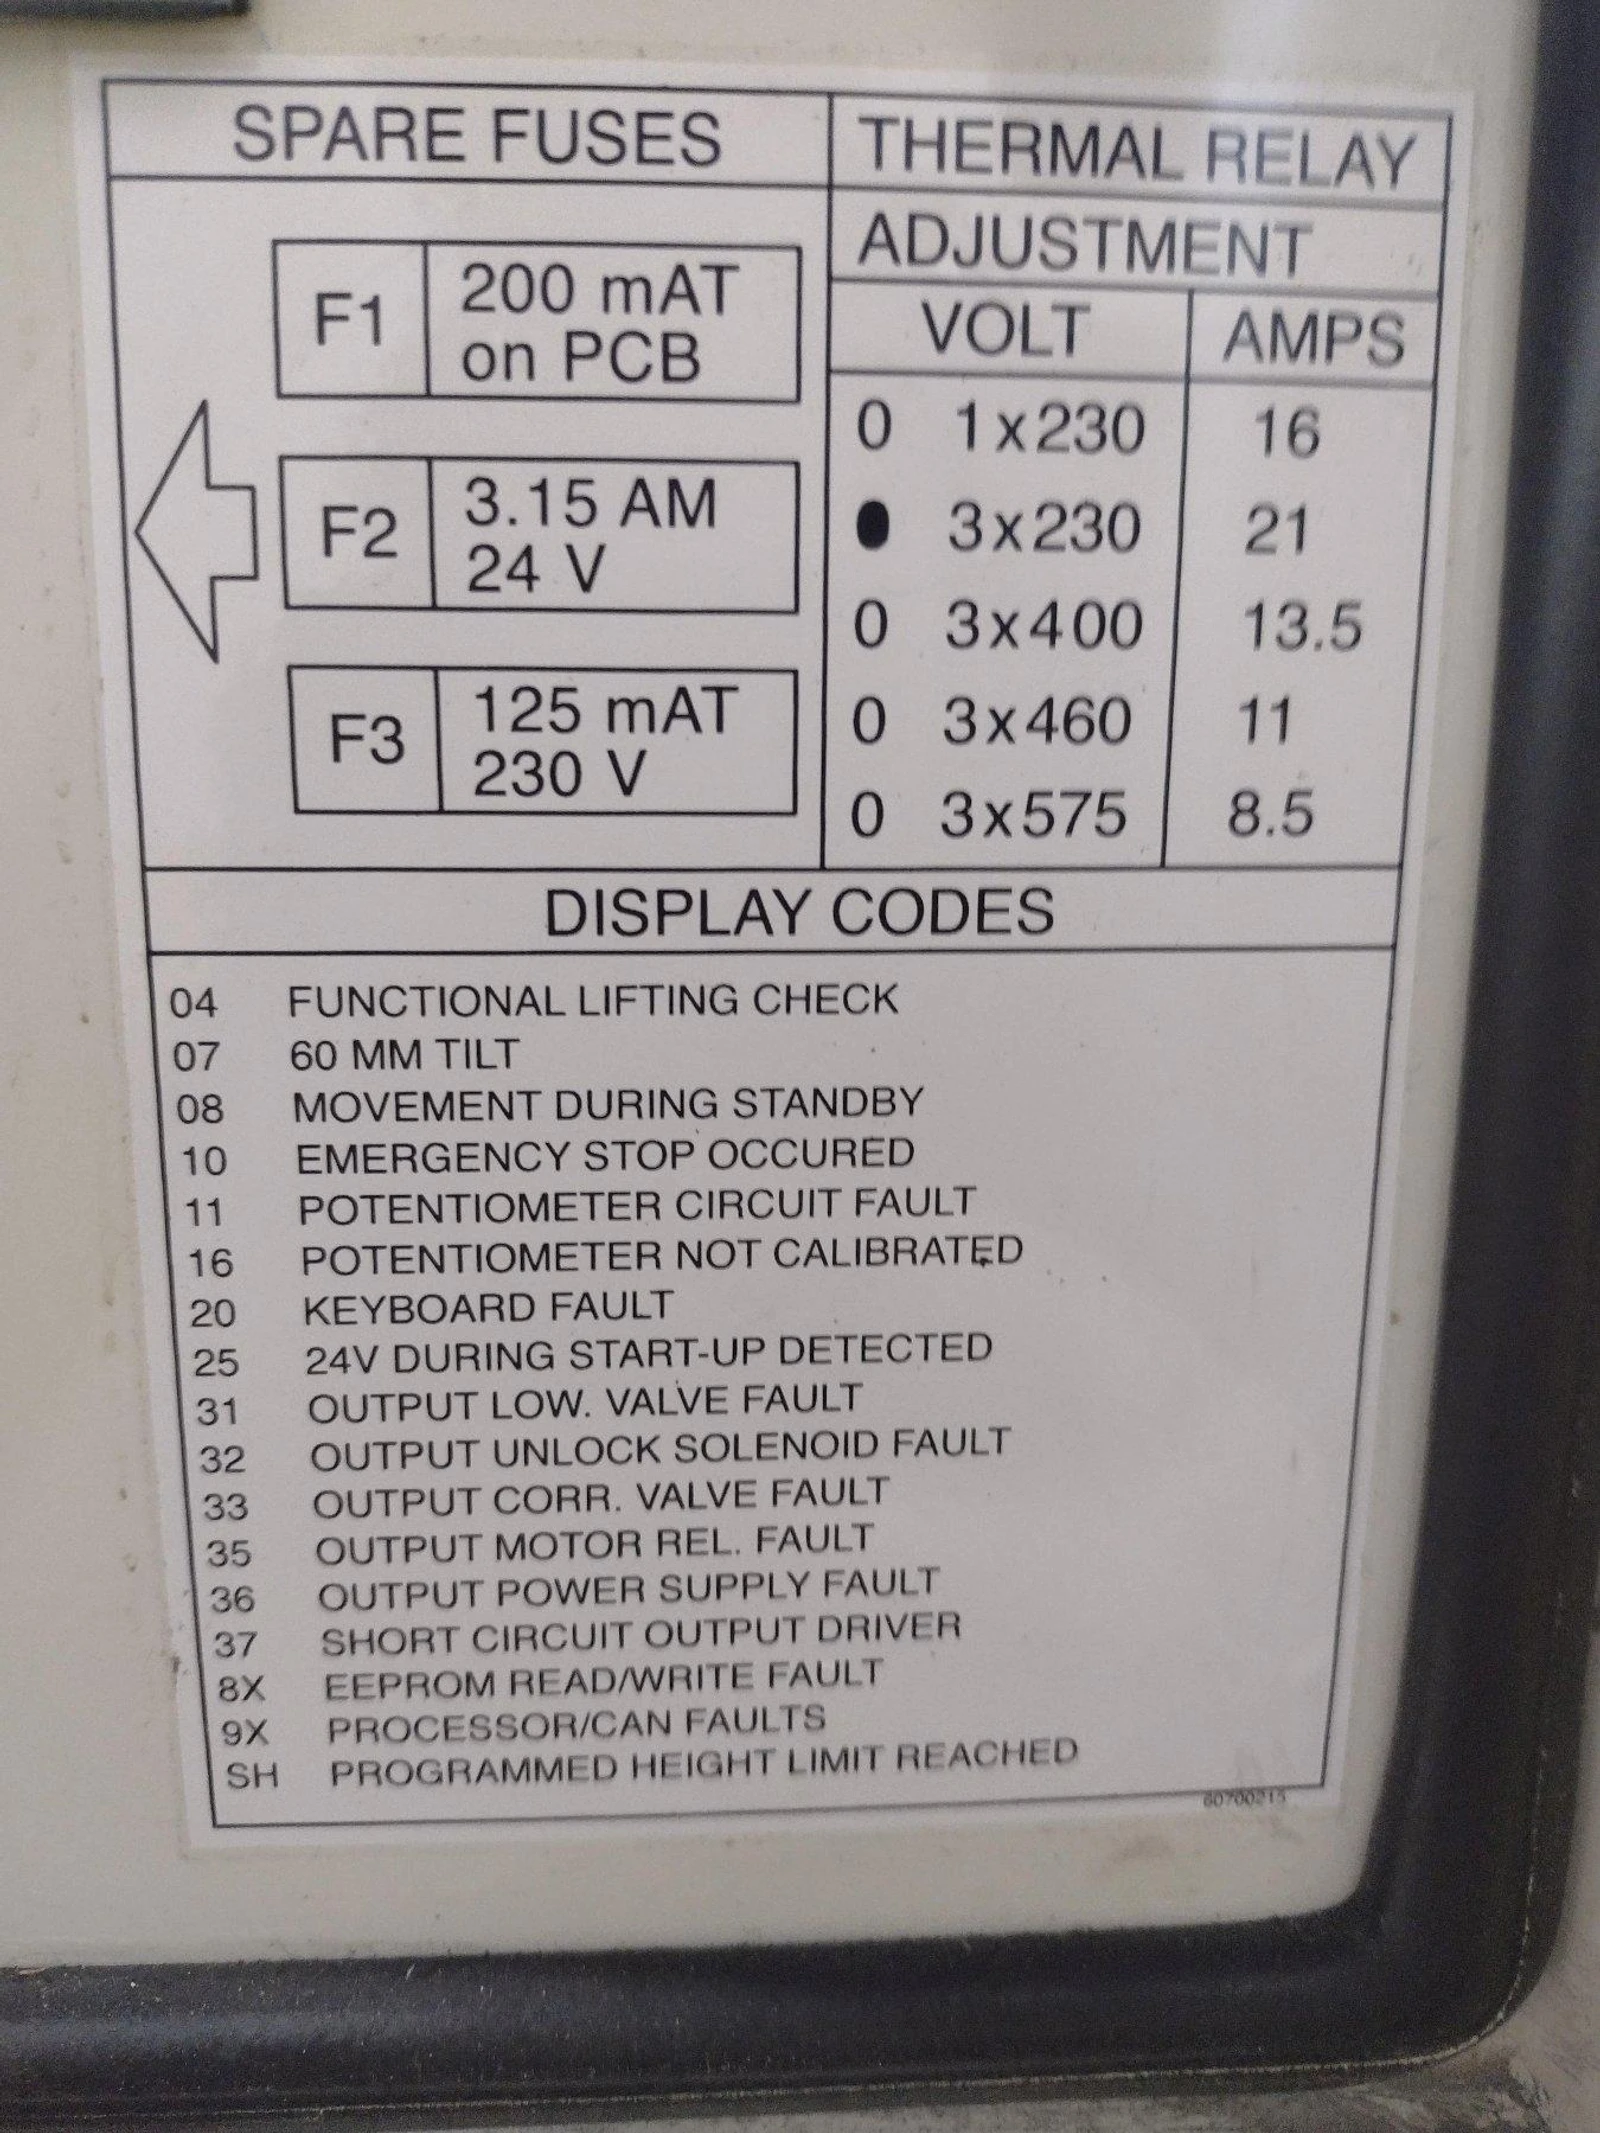 SPARE FUSES
F1 200 mAT
on PCB
F2 3.15 AM
24 V
F3 125 mAT
230 V
THERMAL RELAY
ADJUSTMENT
VOLT AMPS
0 1x230 16
3x230 21
0 3x400 13.5
0 3x460 11
0 3x575 8.5
DISPLAY CODES
04 FUNCTIONAL LIFTING CHECK
07 60 MM TILT
08 MOVEMENT DURING STANDBY
10 EMERGENCY STOP OCCURED
11 POTENTIOMETER CIRCUIT FAULT
16 POTENTIOMETER NOT CALIBRATED
20 KEYBOARD FAULT
25 24V DURING START-UP DETECTED
31 OUTPUT LOW. VALVE FAULT
32 OUTPUT UNLOCK SOLENOID FAULT
33 OUTPUT CORR. VALVE FAULT
35 OUTPUT MOTOR REL. FAULT
36 OUTPUT POWER SUPPLY FAULT
37 SHORT CIRCUIT OUTPUT DRIVER
8X EEPROM READ/WRITE FAULT
9X PROCESSOR/CAN FAULTS
SH PROGRAMMED HEIGHT LIMIT REACHED
60700215